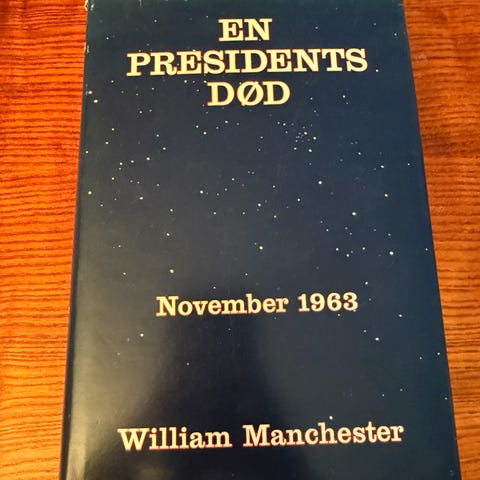 EN
PRESIDENTS
DØD
November 1963
William Manchester